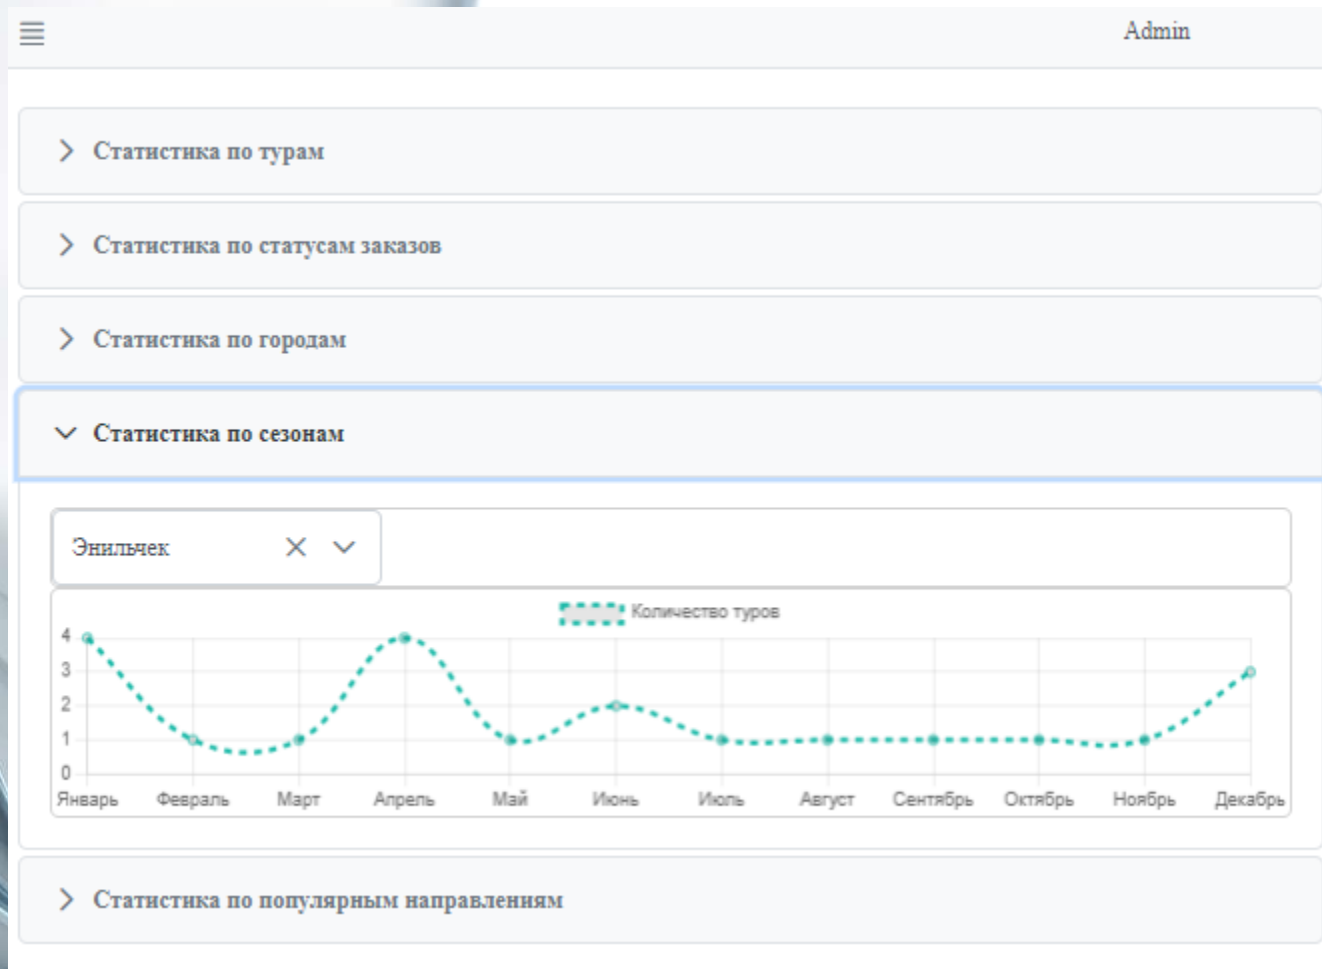 Admin
Статистика по турам
Статистика по статусам заказов
Статистика по городам
Статистика по сезонам
Энильчек
Количество туров
4
3
2
1
0
Январь Февраль Март Апрель Май Июнь Июль Август Сентябрь Октябрь Ноябрь Декабрь
Статистика по популярным направлениям